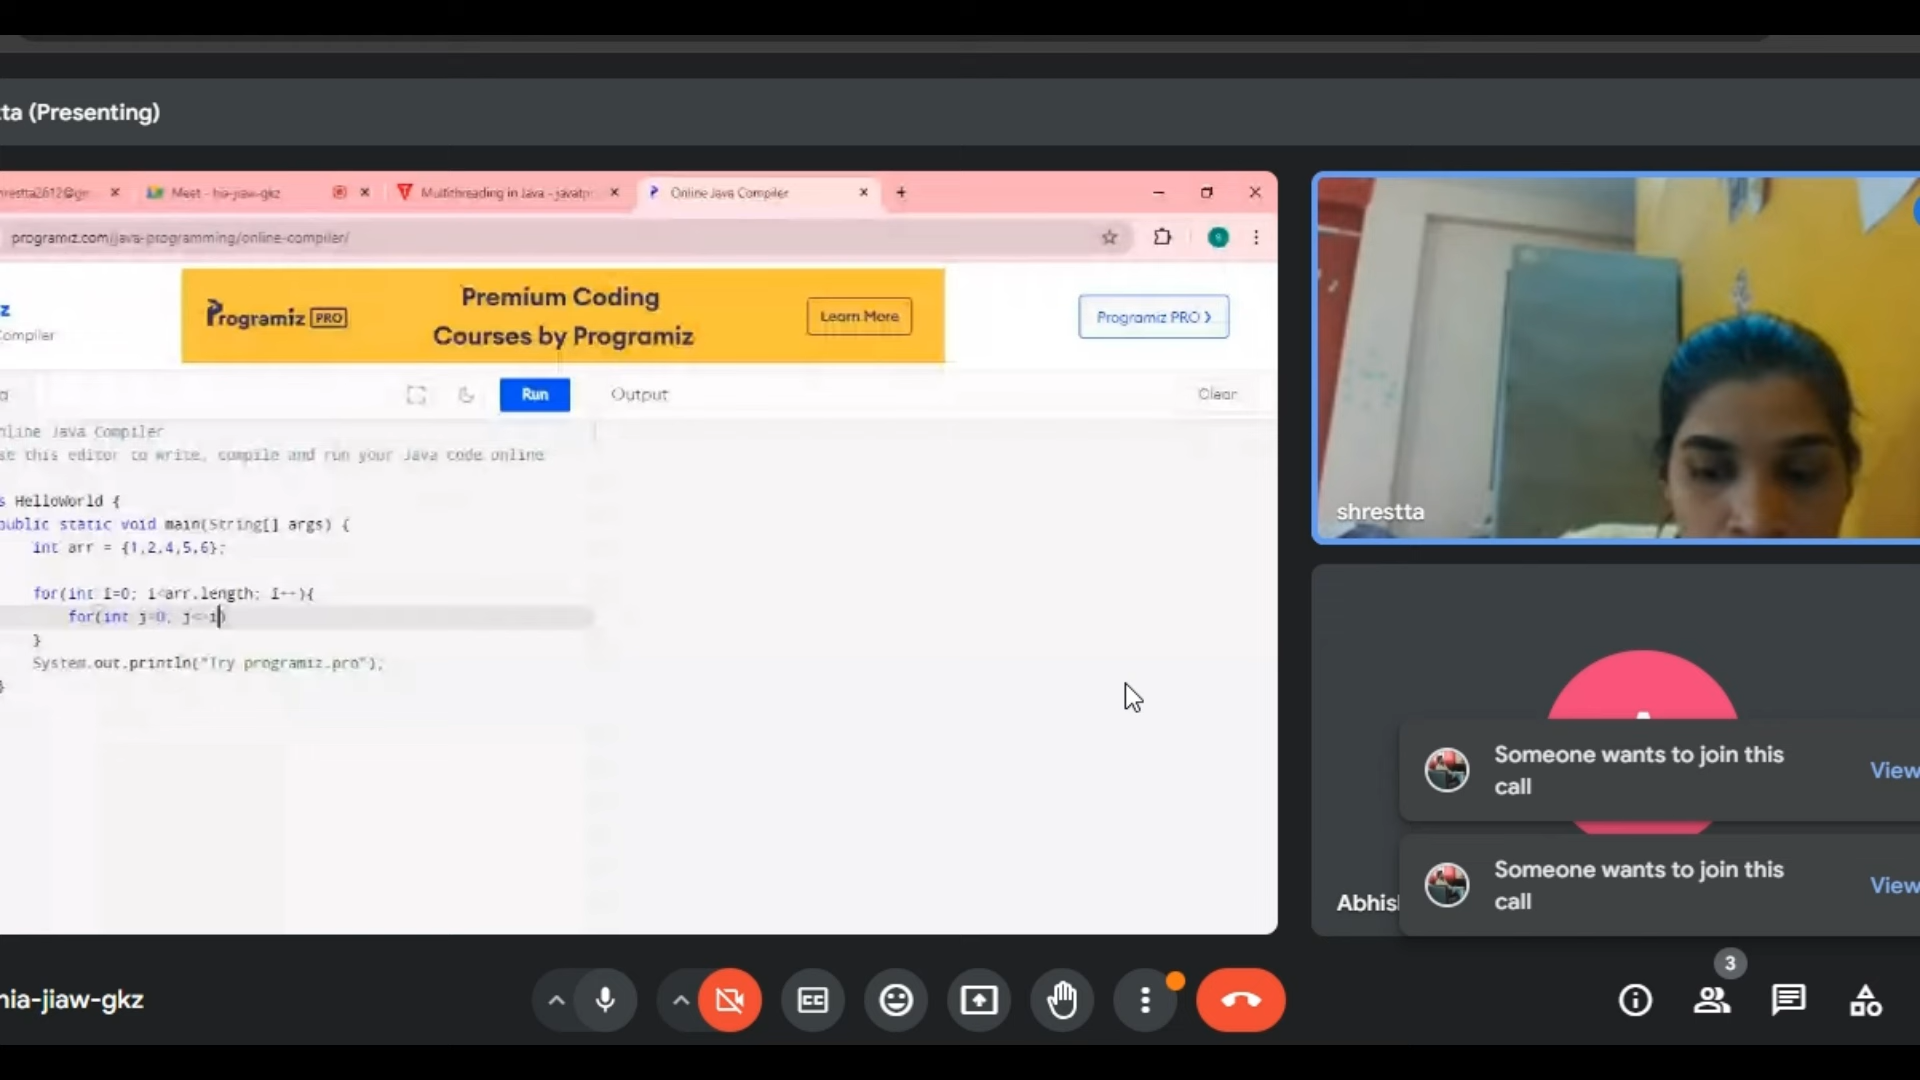 ta (Presenting)
hrestta2612@gm
Meet - hia-jiaw-gkz
Multithreading in Java - javatp
Online Java Compiler
programiz.com/java-programming/online-compiler/
z
Compiler
Programiz PRO
Premium Coding
Courses by Programiz
Learn More
Programiz PRO
Run
Output
Clear
nline Java Compiler
se this editor to write, compile and run your Java code online
s HelloWorld {
public static void main(String[] args) {
int arr = {1,2,4,5,6};
for(int i=0; i<arr.length; i++){
for(int j=0; j<=i)
}
System.out.println("Try programiz.pro");
}
shrestta
Someone wants to join this
call
View
Abhis
Someone wants to join this
call
View
hia-jiaw-gkz
CC
3